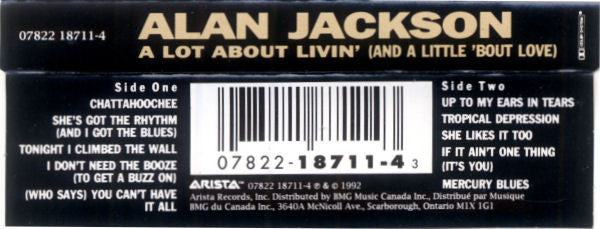 07822 18711-4
ALAN JACKSON
A LOT ABOUT LIVIN' (AND A LITTLE 'BOUT LOVE)
Side One
CHATTAHOOCHEE
SHE'S GOT THE RHYTHM
(AND I GOT THE BLUES)
TONIGHT I CLIMBED THE WALL
I DON'T NEED THE BOOZE
(TO GET A BUZZ ON)
(WHO SAYS) YOU CAN'T HAVE
IT ALL
07822-18711-4 3
ARISTA™ 07822 18711-4 ℗ & © 1992
Arista Records, Inc. Distributed by BMG Music Canada Inc., Distribué par Musique
BMG du Canada Inc., 3640A McNicoll Ave., Scarborough, Ontario M1X 1G1
Side Two
UP TO MY EARS IN TEARS
TROPICAL DEPRESSION
SHE LIKES IT TOO
IF IT AIN'T ONE THING
(IT'S YOU)
MERCURY BLUES